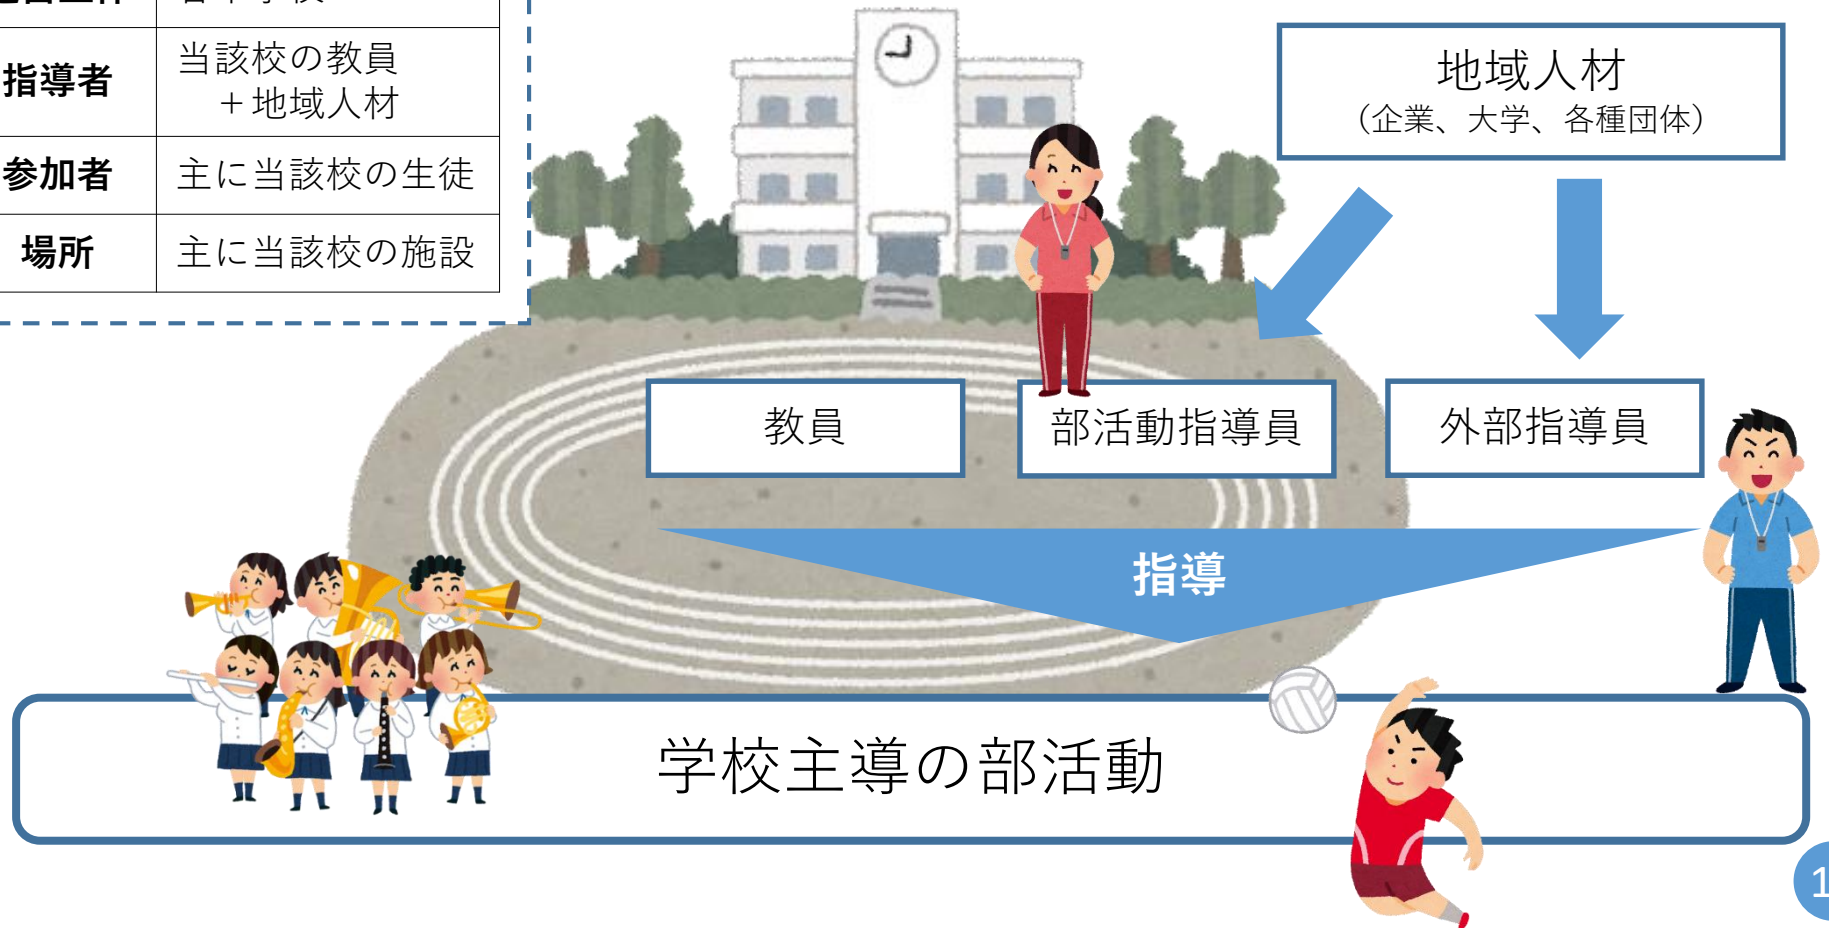 指導者
当該校の教員
+地域人材
参加者
主に当該校の生徒
場所
主に当該校の施設
地域人材
(企業、大学、各種団体)
教員
部活動指導員
外部指導員
指導
学校主導の部活動
1